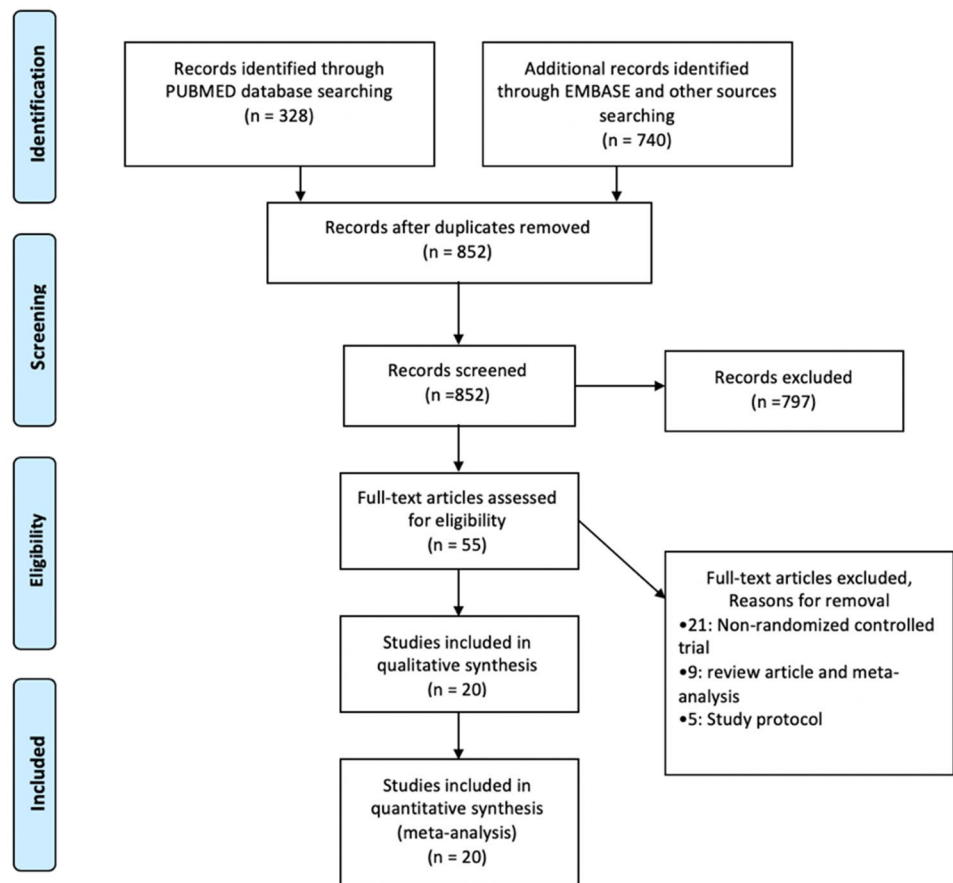 Identification
Records identified through
PUBMED database searching
(n = 328)
Additional records identified
through EMBASE and other sources
searching
(n = 740)
Records after duplicates removed
(n = 852)
Screening
Records screened
(n =852)
Records excluded
(n =797)
Eligibility
Full-text articles assessed
for eligibility
(n = 55)
Full-text articles excluded,
Reasons for removal
•21: Non-randomized controlled
trial
•9: review article and meta-
analysis
•5: Study protocol
Studies included in
qualitative synthesis
(n = 20)
Included
Studies included in
quantitative synthesis
(meta-analysis)
(n = 20)